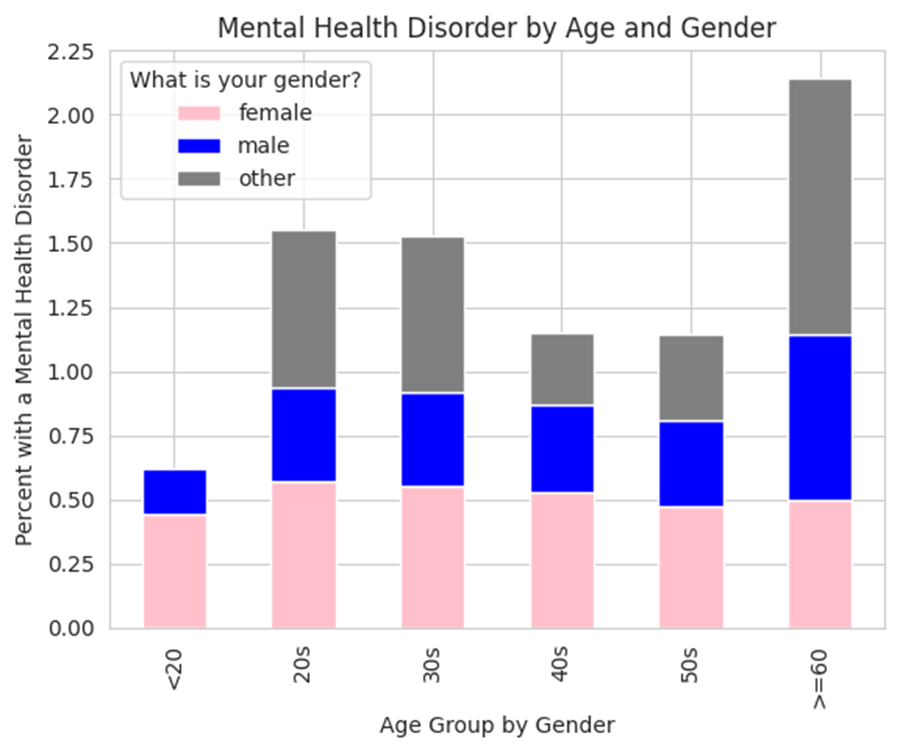 Mental Health Disorder by Age and Gender
Percent with a Mental Health Disorder
2.25
2.00
1.75
1.50
1.25
1.00
0.75
0.50
0.25
0.00
What is your gender?
female
male
other
<20
20s
30s
40s
50s
>=60
Age Group by Gender